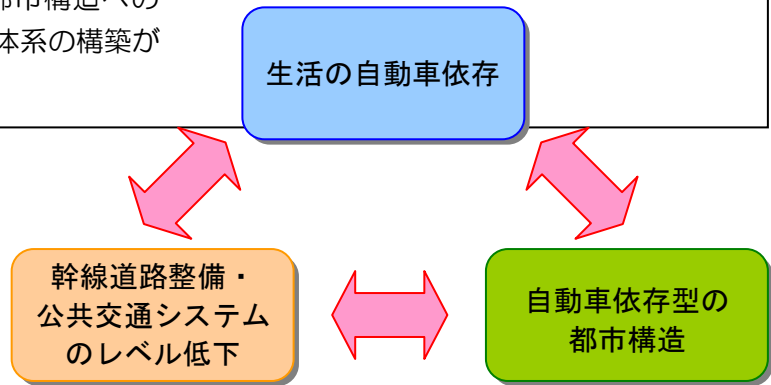 都市構造への
体系の構築が
生活の自動車依存
幹線道路整備・
公共交通システム
のレベル低下
自動車依存型の
都市構造